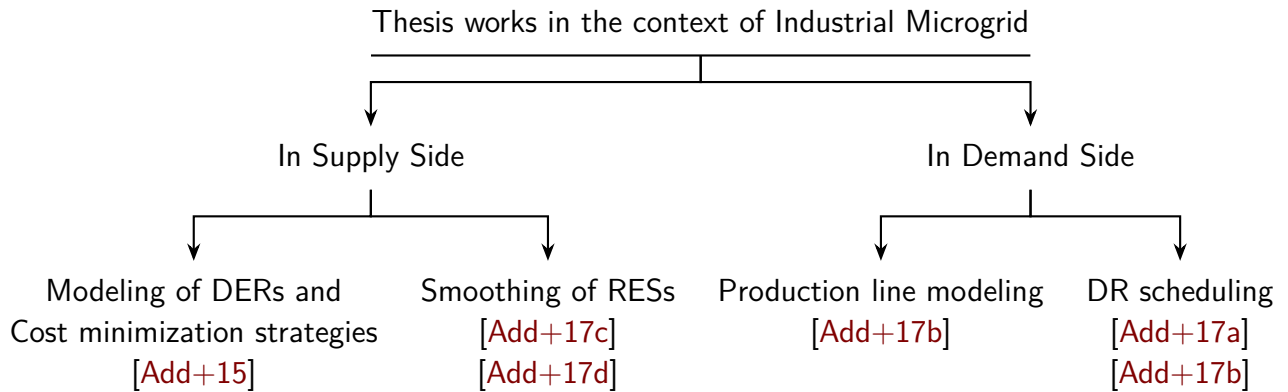 Thesis works in the context of Industrial Microgrid
In Supply Side
In Demand Side
Modeling of DERs and
Cost minimization strategies
[Add+15]
Smoothing of RESs
[Add+17c]
[Add+17d]
Production line modeling
[Add+17b]
DR scheduling
[Add+17a]
[Add+17b]